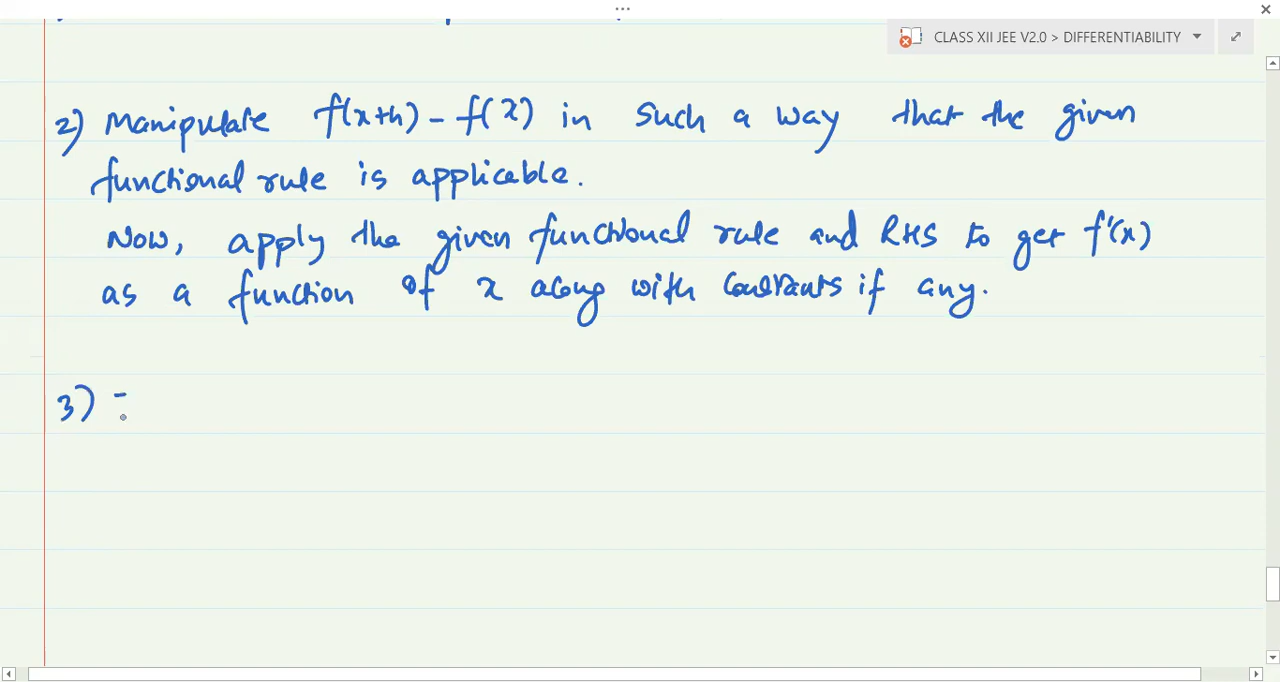 CLASS XII JEE V2.0 > DIFFERENTIABILITY
2) Manipulate f(x+h) - f(x) in such a way that the given
functional rule is applicable.
Now, apply the given functional rule and RHS to get f'(x)
as a function of x along with constants if any.
3)